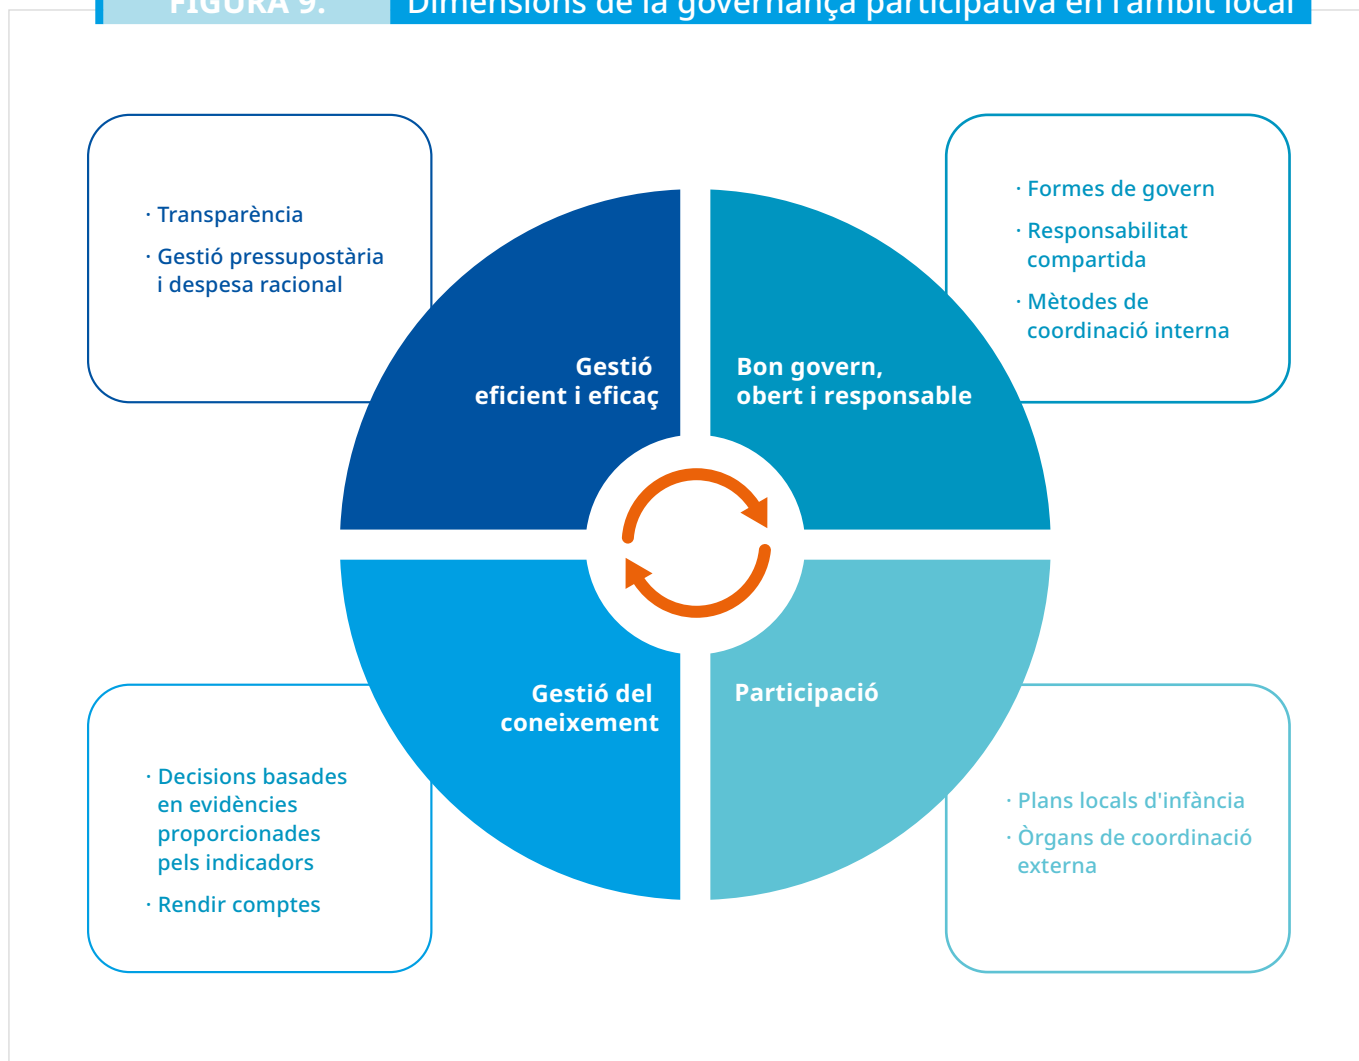 FIGURA 9.
Dimensions de la governança participativa en l'àmbit local
· Transparència
· Gestió pressupostària
i despesa racional
· Formes de govern
· Responsabilitat
compartida
· Mètodes de
coordinació interna
Gestió
eficient i eficaç
Bon govern,
obert i responsable
Gestió del
coneixement
Participació
· Decisions basades
en evidències
proporcionades
pels indicadors
· Rendir comptes
· Plans locals d'infància
· Òrgans de coordinació
externa